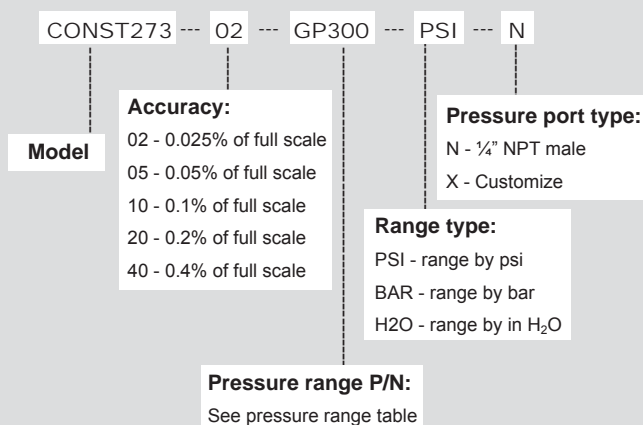 CONST273 --- 02 --- GP300 --- PSI --- N
Model
Accuracy:
02 - 0.025% of full scale
05 - 0.05% of full scale
10 - 0.1% of full scale
20 - 0.2% of full scale
40 - 0.4% of full scale
Pressure port type:
N - ¼” NPT male
X - Customize
Range type:
PSI - range by psi
BAR - range by bar
H2O - range by in H₂O
Pressure range P/N:
See pressure range table